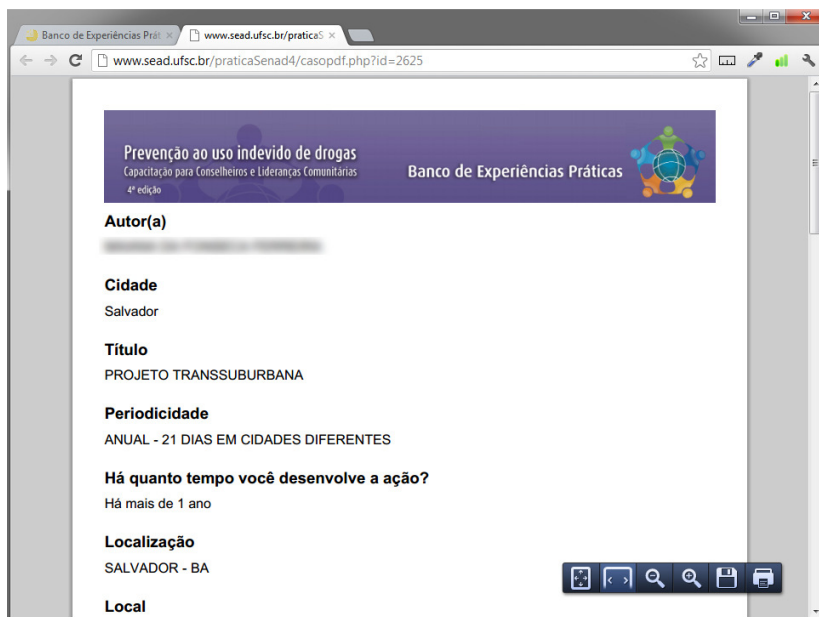 Banco de Experiências Prát
www.sead.ufsc.br/praticaS
www.sead.ufsc.br/praticaSenad4/casopdf.php?id=2625
Prevenção ao uso indevido de drogas
Capacitação para Conselheiros e Lideranças Comunitárias
4ª edição
Banco de Experiências Práticas
Autor(a)
Cidade
Salvador
Título
PROJETO TRANSSUBURBANA
Periodicidade
ANUAL - 21 DIAS EM CIDADES DIFERENTES
Há quanto tempo você desenvolve a ação?
Há mais de 1 ano
Localização
SALVADOR - BA
Local